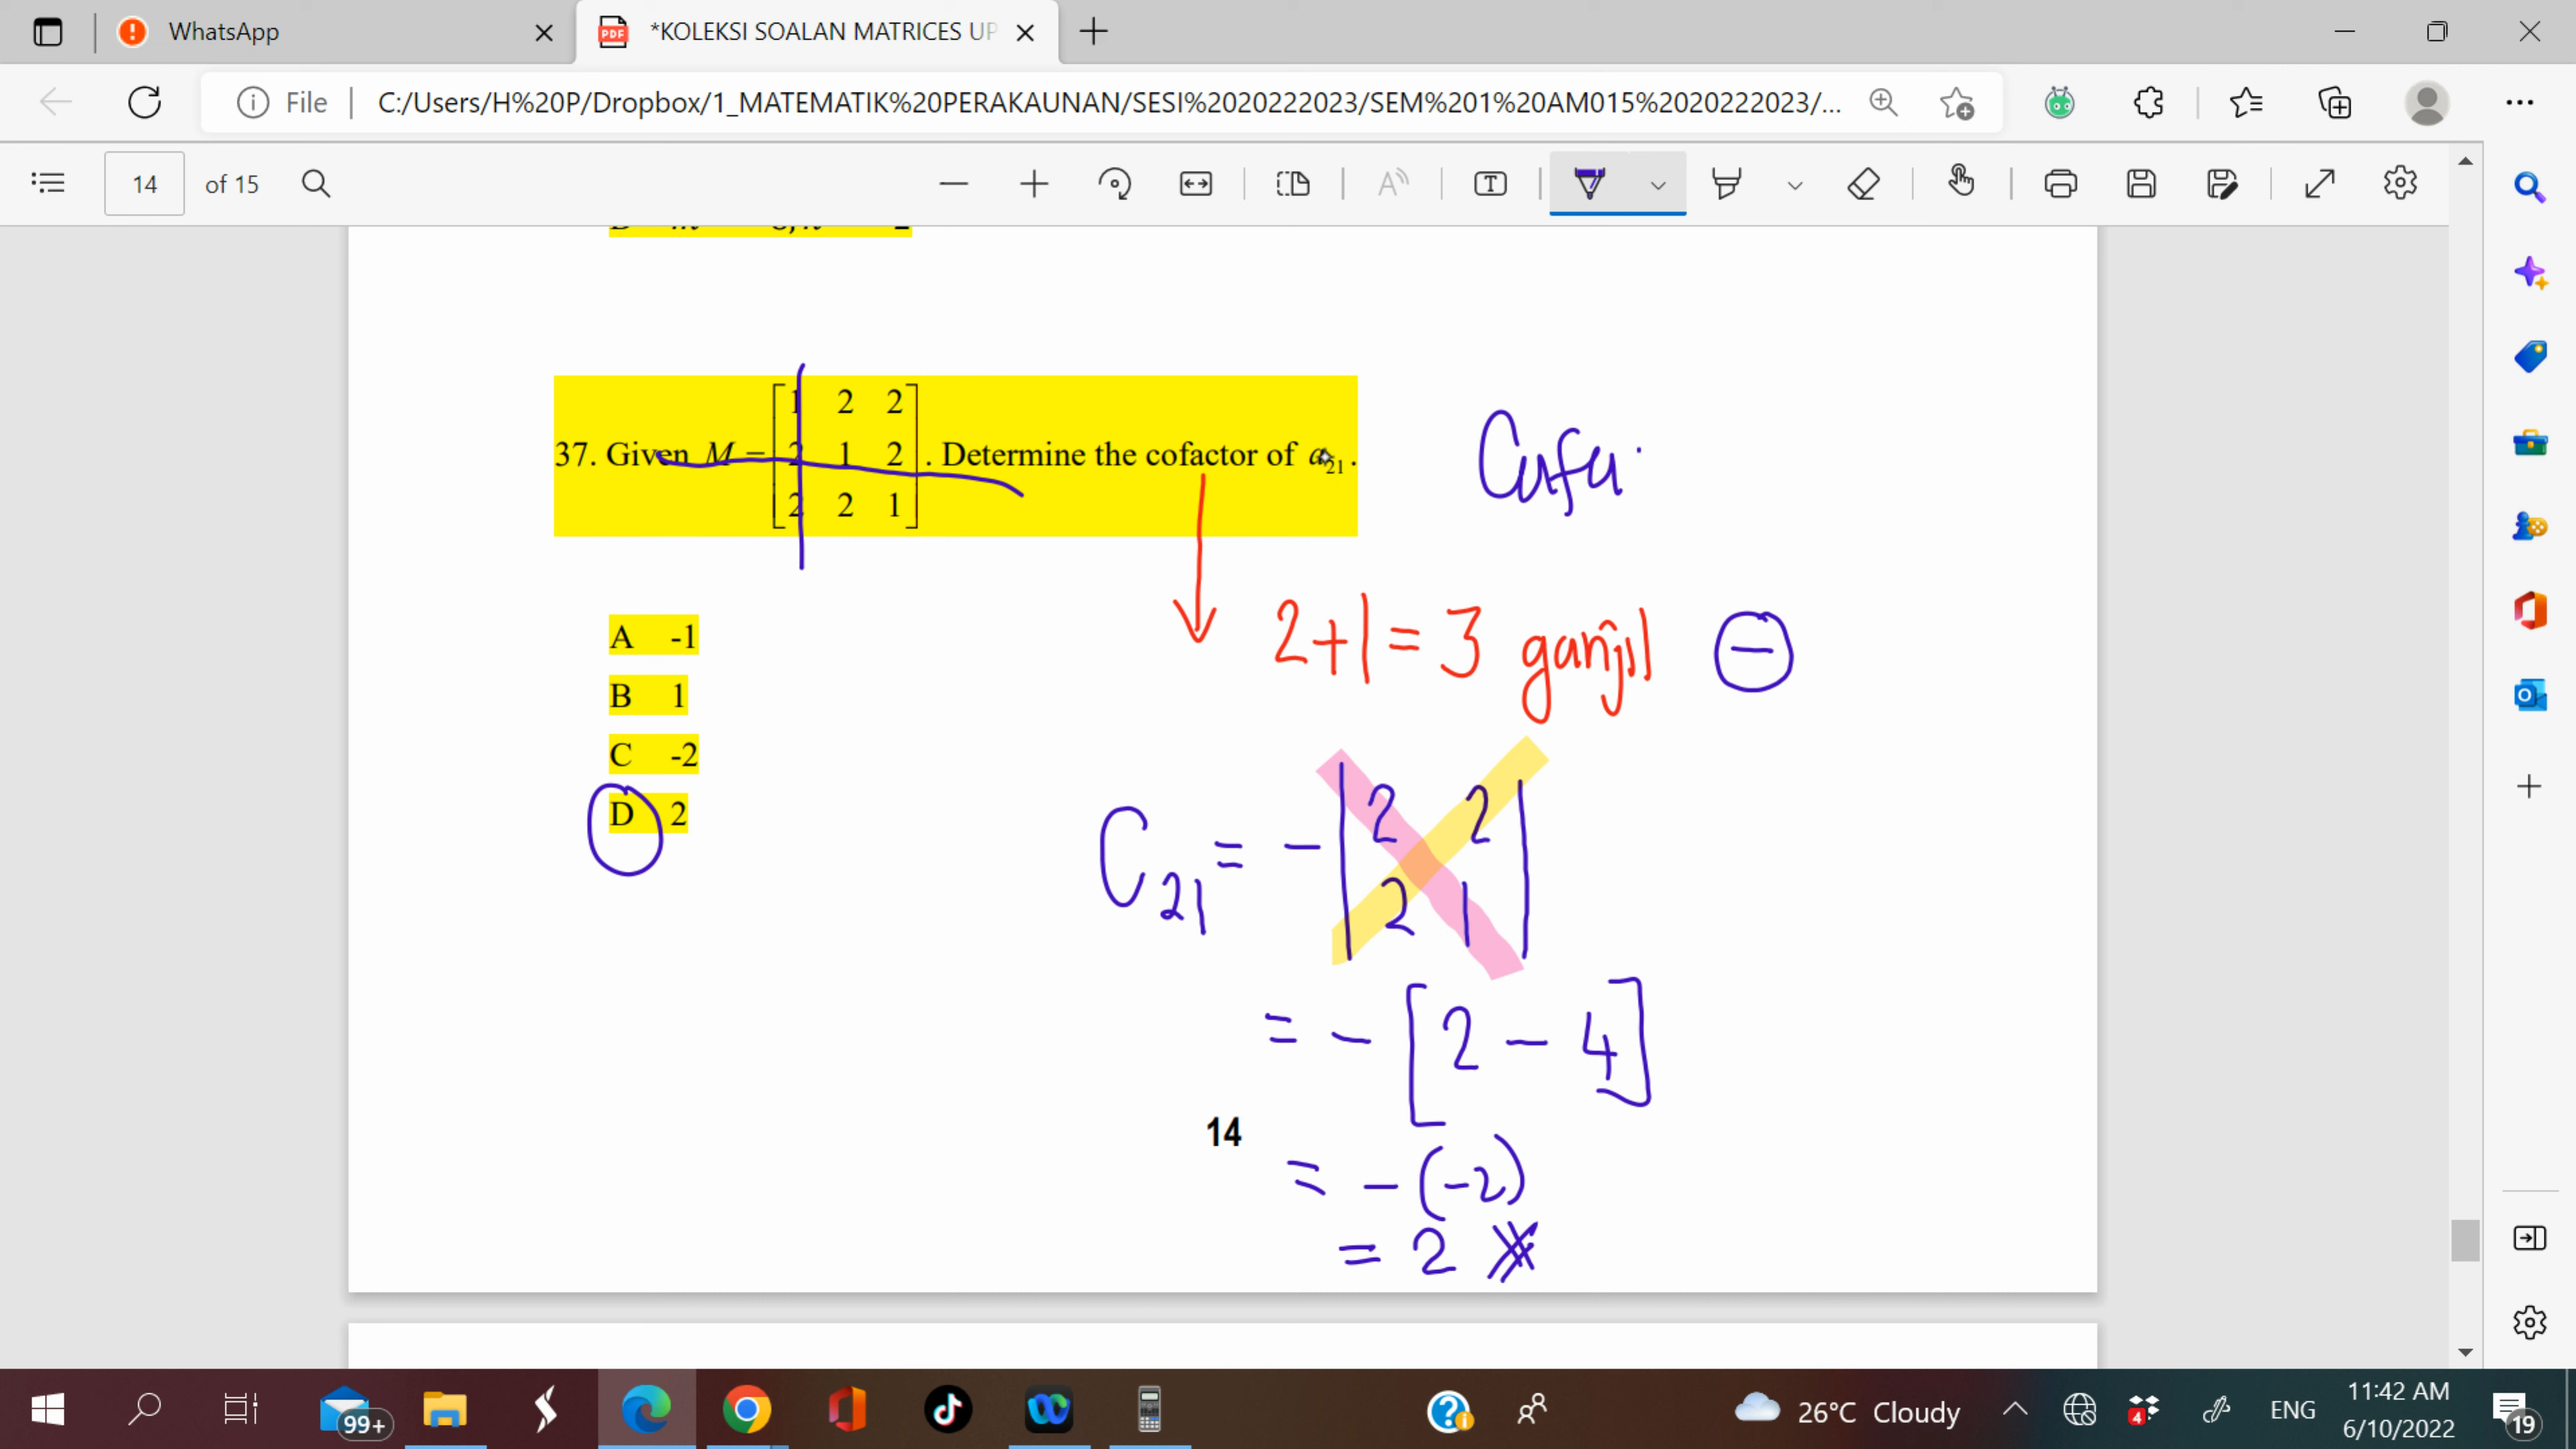 WhatsApp
*KOLEKSI SOALAN MATRICES UP
File
C:/Users/H%20P/Dropbox/1_MATEMATIK%20PERAKAUNAN/SESI%2020222023/SEM%201%20AM015%2020222023/...
14 of 15
37. Given M = [1 2 2
2 1 2
2 2 1]. Determine the cofactor of a21.
A -1
B 1
C -2
D 2
2+1 = 3 ganjil −
C21 = - |2 2
2 1|
= - [2 - 4]
= - (-2)
= 2
14
99+
26°C Cloudy
4
ENG
11:42 AM
6/10/2022
19